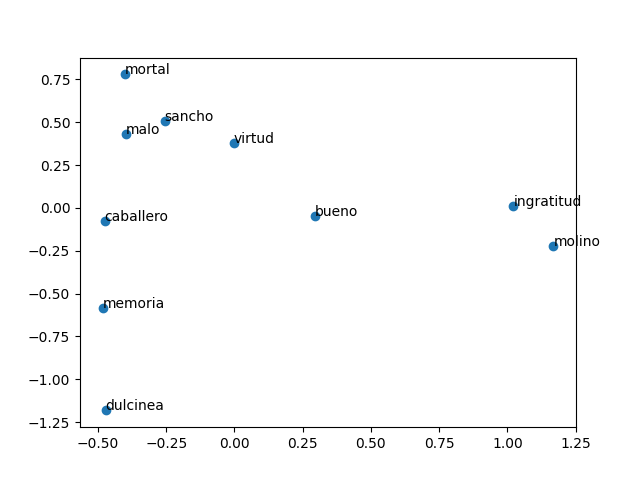 mortal
0.75
sancho
0.50
malo
virtud
0.25
ingratitud
0.00
caballero
bueno
molino
−0.25
−0.50
memoria
−0.75
−1.00
dulcinea
−1.25
−0.50 −0.25 0.00 0.25 0.50 0.75 1.00 1.25